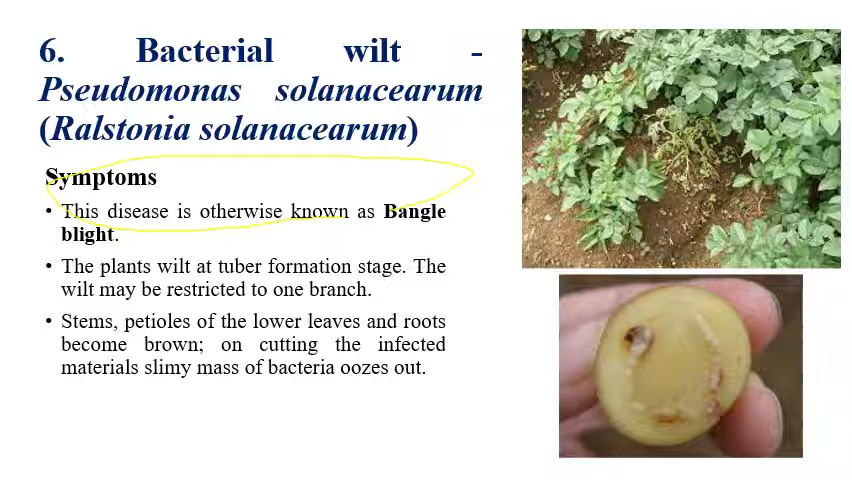 6. Bacterial wilt -
Pseudomonas solanacearum
(Ralstonia solanacearum)
Symptoms
• This disease is otherwise known as Bangle
blight.
• The plants wilt at tuber formation stage. The
wilt may be restricted to one branch.
• Stems, petioles of the lower leaves and roots
become brown; on cutting the infected
materials slimy mass of bacteria oozes out.